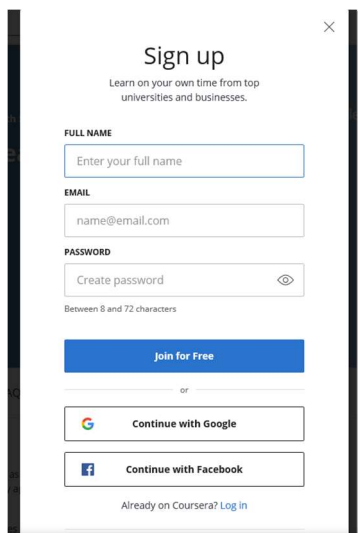 Sign up
Learn on your own time from top
universities and businesses.
FULL NAME
Enter your full name
EMAIL
name@email.com
PASSWORD
Create password
Between 8 and 72 characters
Join for Free
or
Continue with Google
Continue with Facebook
Already on Coursera? Log in